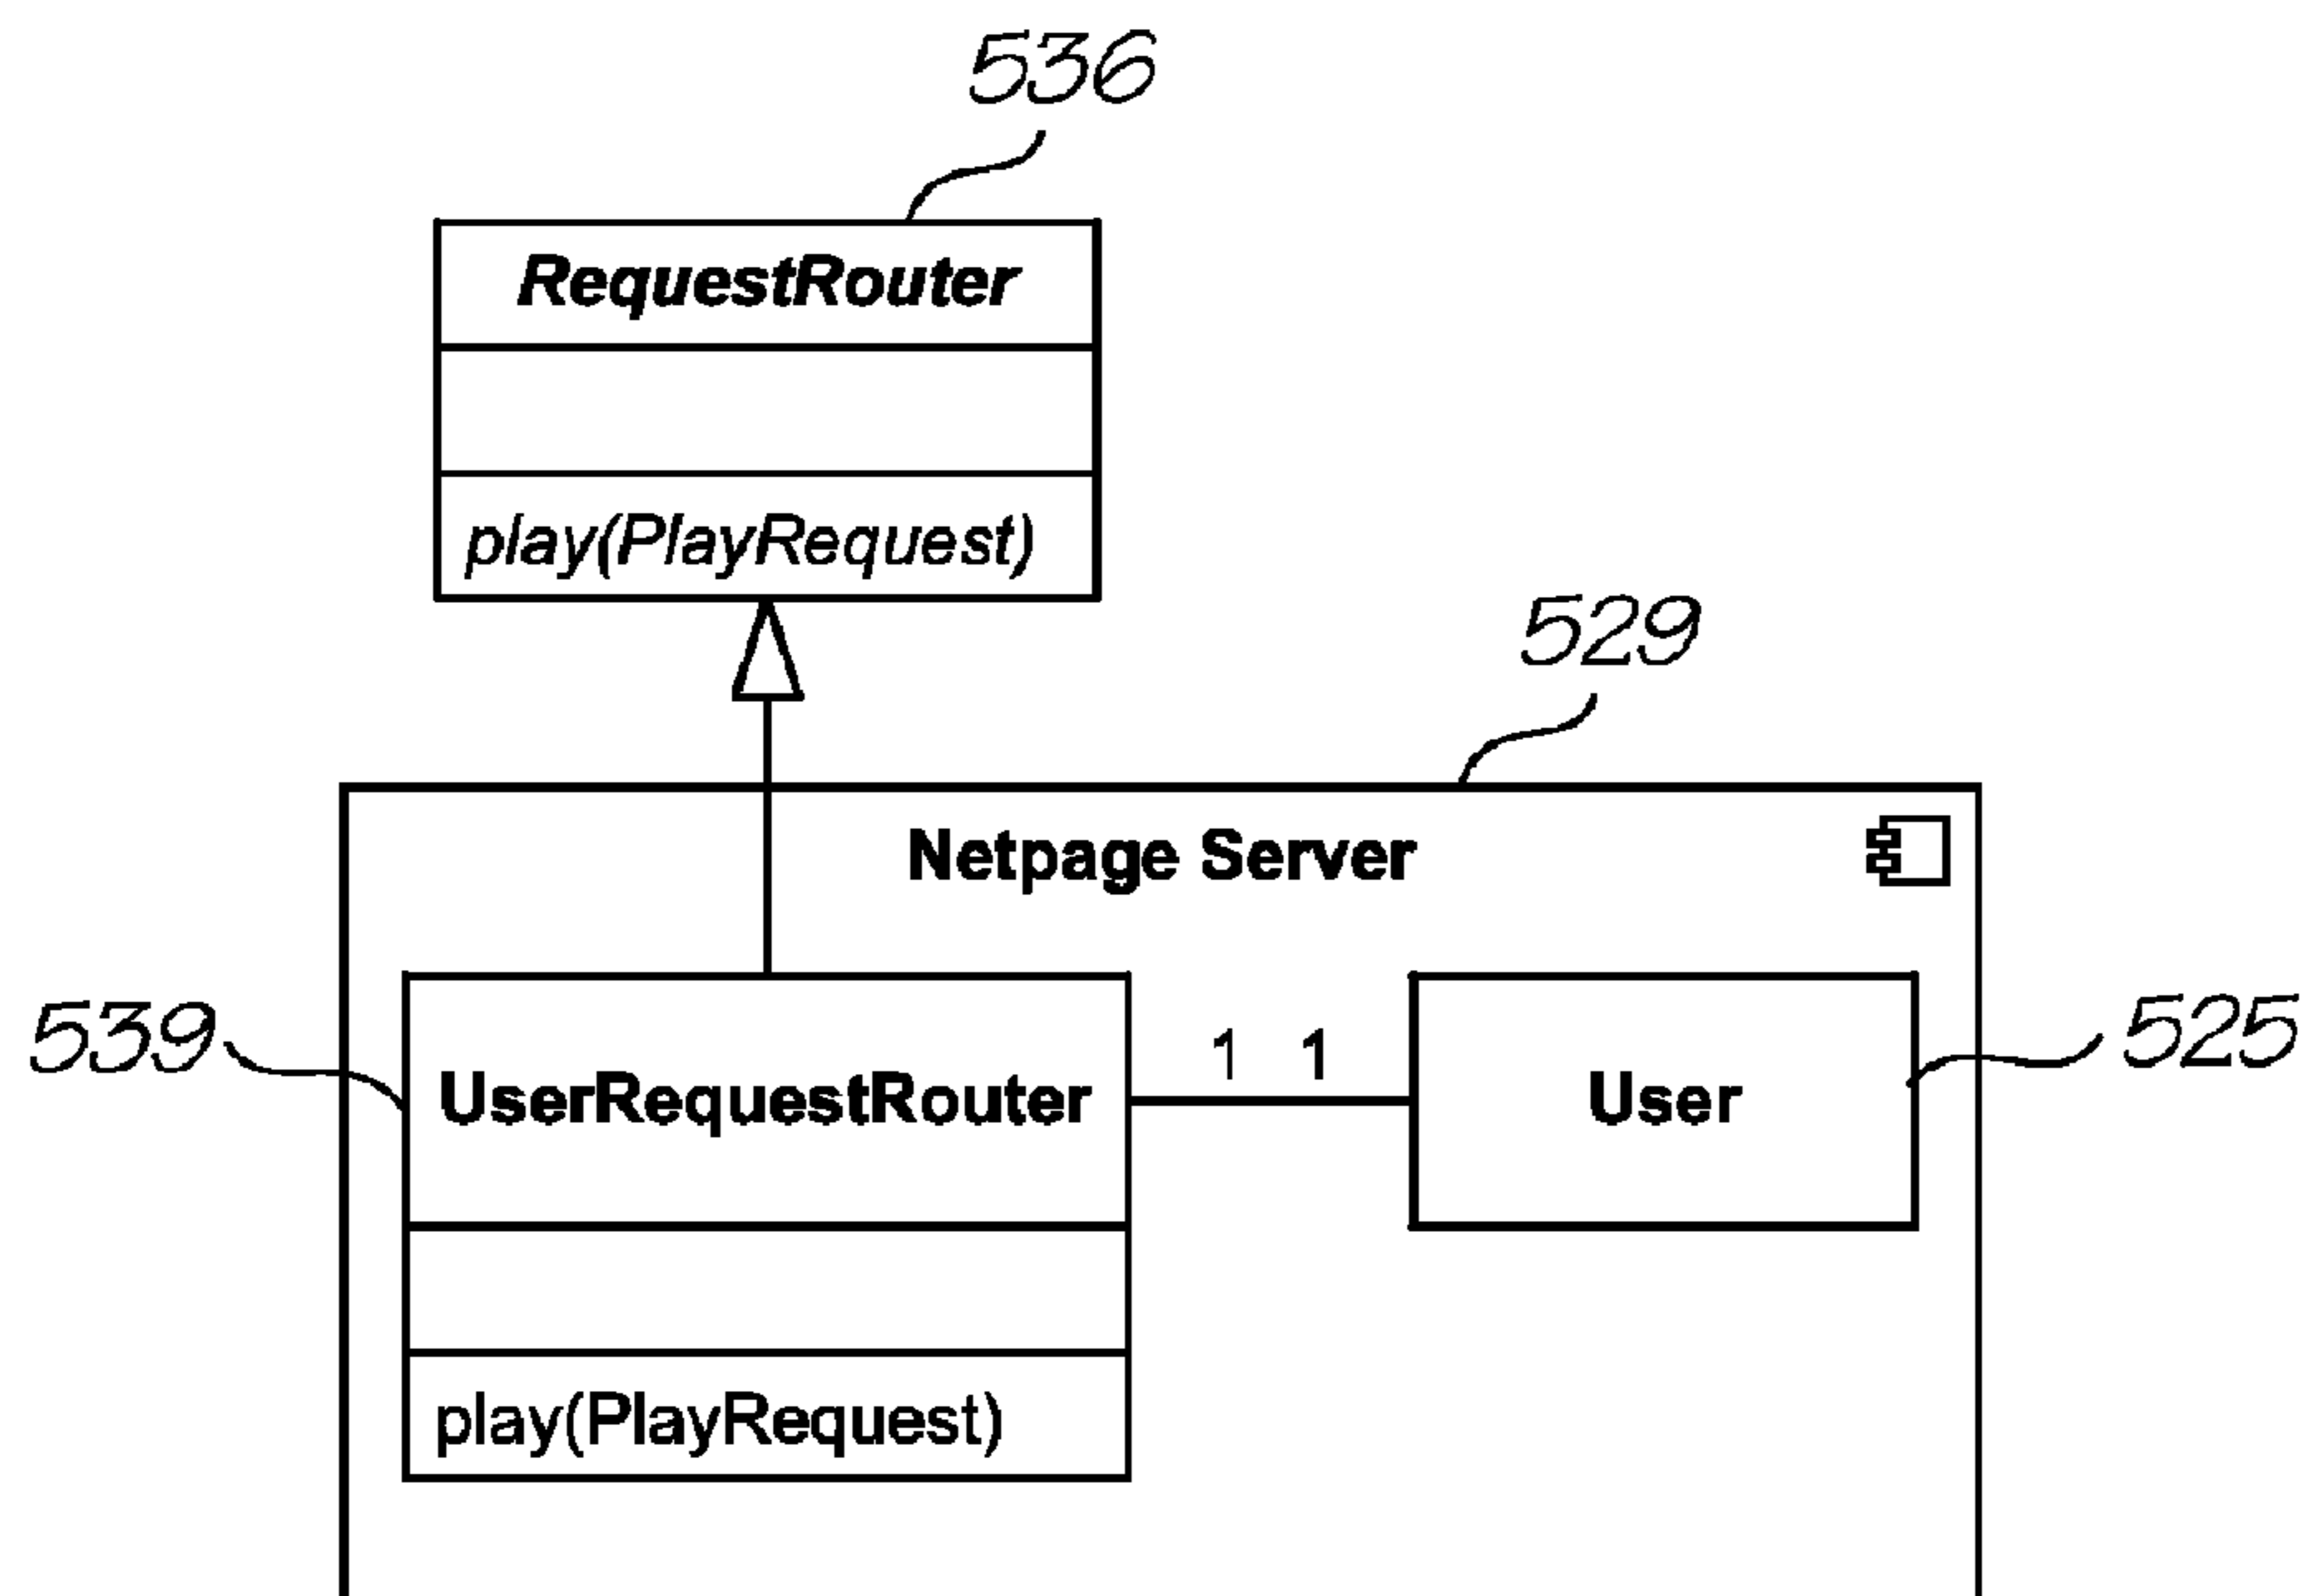 536
RequestRouter
play(PlayRequest)
529
Netpage Server
539
UserRequestRouter
1 1
User
525
play(PlayRequest)